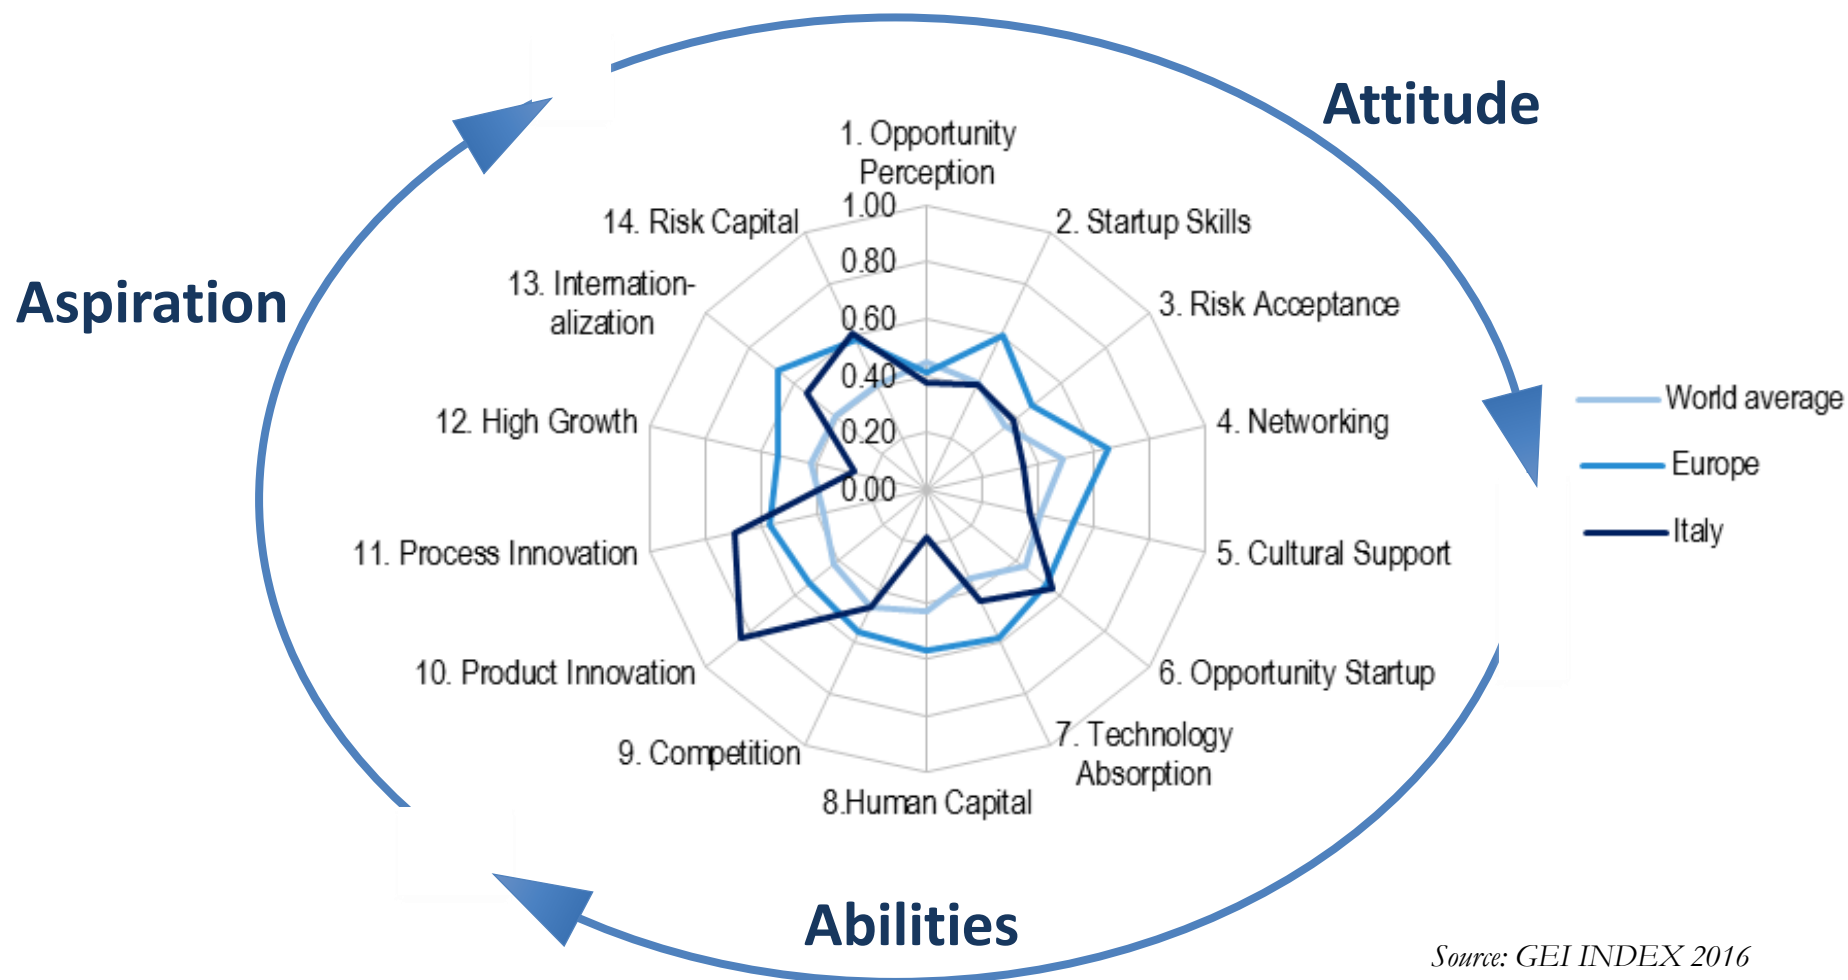 Attitude
1. Opportunity
Perception
1.00
14. Risk Capital
2. Startup Skills
0.80
13. Internation-
alization
Aspiration
3. Risk Acceptance
0.60
0.40
World average
12. High Growth
4. Networking
0.20
Europe
0.00
Italy
11. Process Innovation
5. Cultural Support
10. Product Innovation
6. Opportunity Startup
7. Technology
Absorption
9. Competition
8.Human Capital
Abilities
Source: GEI INDEX 2016